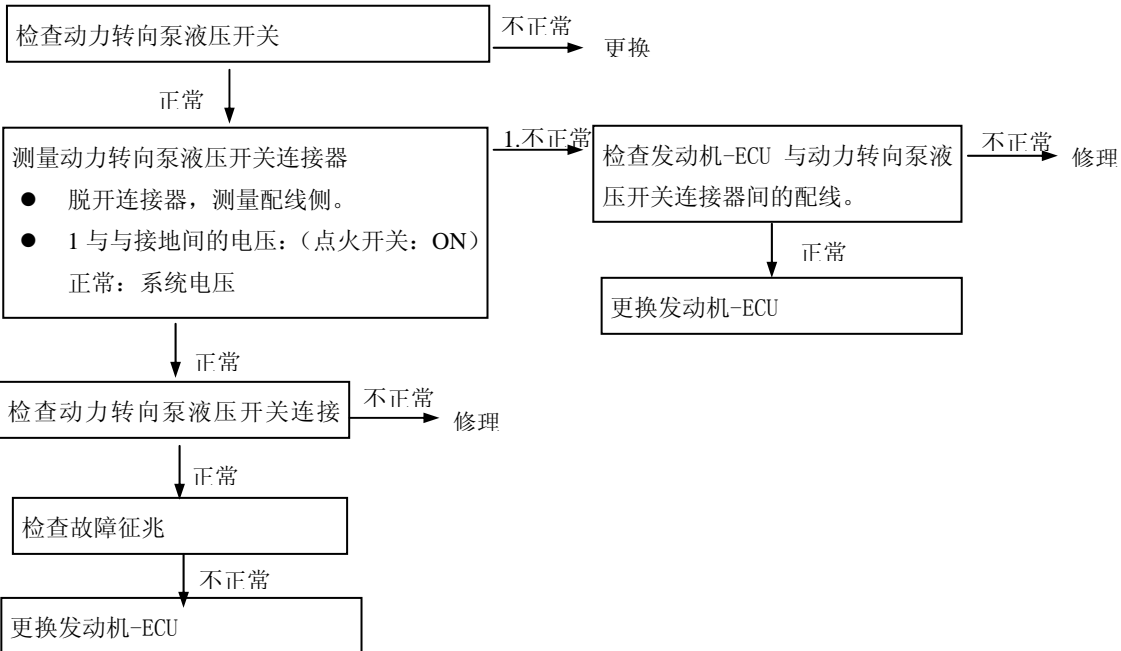 检查动力转向泵液压开关
不正常
更换
正常
测量动力转向泵液压开关连接器
● 脱开连接器，测量配线侧。
● 1 与与接地间的电压：（点火开关：ON）
正常：系统电压
1.不正常
检查发动机-ECU 与动力转向泵液
压开关连接器间的配线。
不正常
修理
正常
更换发动机-ECU
正常
检查动力转向泵液压开关连接
不正常
修理
正常
检查故障征兆
不正常
更换发动机-ECU